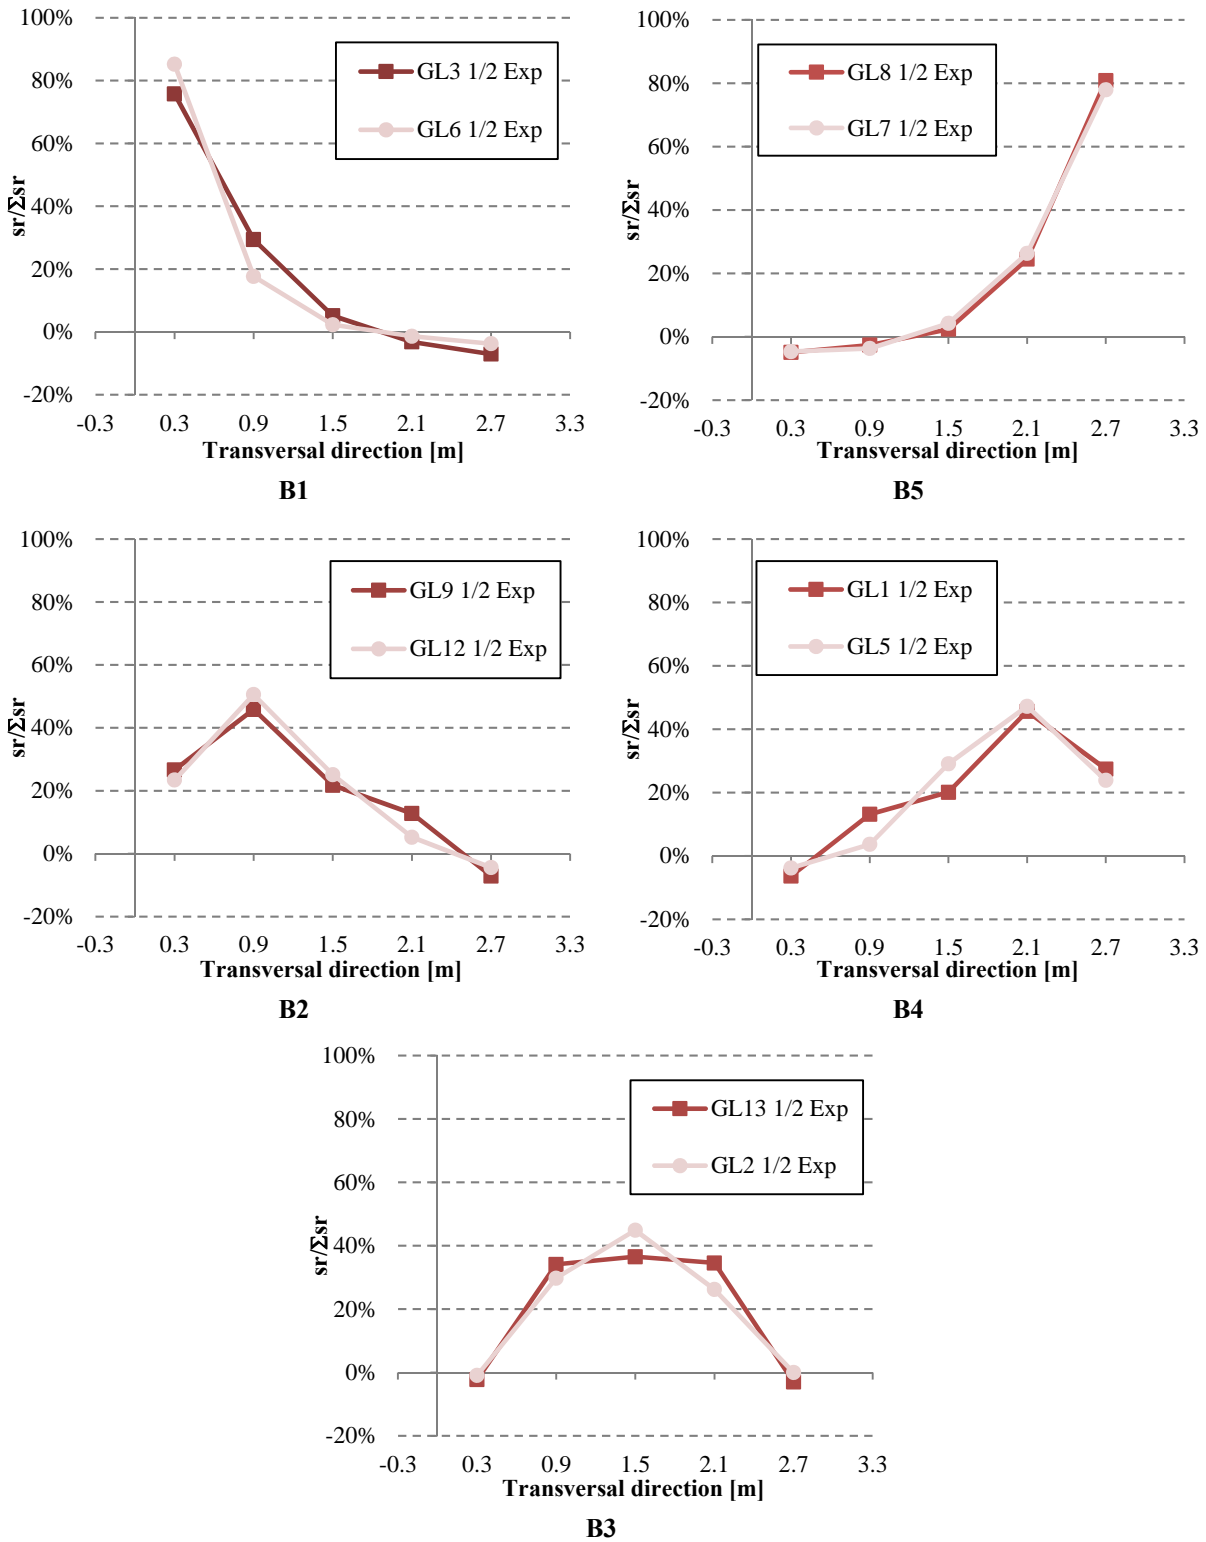 100%
80%
60%
40%
20%
0%
-20%
sr/Σsr
GL3 1/2 Exp
GL6 1/2 Exp
-0.3 0.3 0.9 1.5 2.1 2.7 3.3
Transversal direction [m]
B1
100%
80%
60%
40%
20%
0%
-20%
sr/Σsr
GL8 1/2 Exp
GL7 1/2 Exp
-0.3 0.3 0.9 1.5 2.1 2.7 3.3
Transversal direction [m]
B5
100%
80%
60%
40%
20%
0%
-20%
sr/Σsr
GL9 1/2 Exp
GL12 1/2 Exp
-0.3 0.3 0.9 1.5 2.1 2.7 3.3
Transversal direction [m]
B2
100%
80%
60%
40%
20%
0%
-20%
sr/Σsr
GL1 1/2 Exp
GL5 1/2 Exp
-0.3 0.3 0.9 1.5 2.1 2.7 3.3
Transversal direction [m]
B4
100%
80%
60%
40%
20%
0%
-20%
sr/Σsr
GL13 1/2 Exp
GL2 1/2 Exp
-0.3 0.3 0.9 1.5 2.1 2.7 3.3
Transversal direction [m]
B3